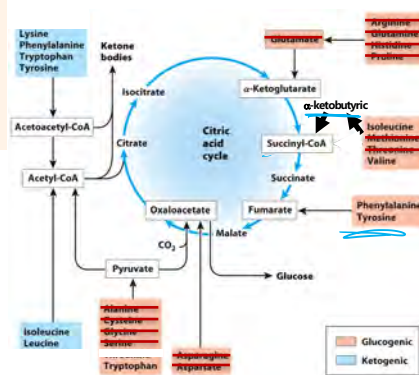 Lysine
Phenylalanine
Tryptophan
Tyrosine
Ketone
bodies
Glutamate
Arginine
Glutamine
Histidine
Proline
Isocitrate
α-Ketoglutarate
α-ketobutyric
Acetoacetyl-CoA
Citrate
Citric
acid
cycle
Succinyl-CoA
Isoleucine
Methionine
Threonine
Valine
Acetyl-CoA
Succinate
Oxaloacetate
Fumarate
Phenylalanine
Tyrosine
Malate
CO2
Pyruvate
Glucose
Isoleucine
Leucine
Alanine
Cysteine
Glycine
Serine
Tryptophan
Asparagine
Aspartate
Glucogenic
Ketogenic